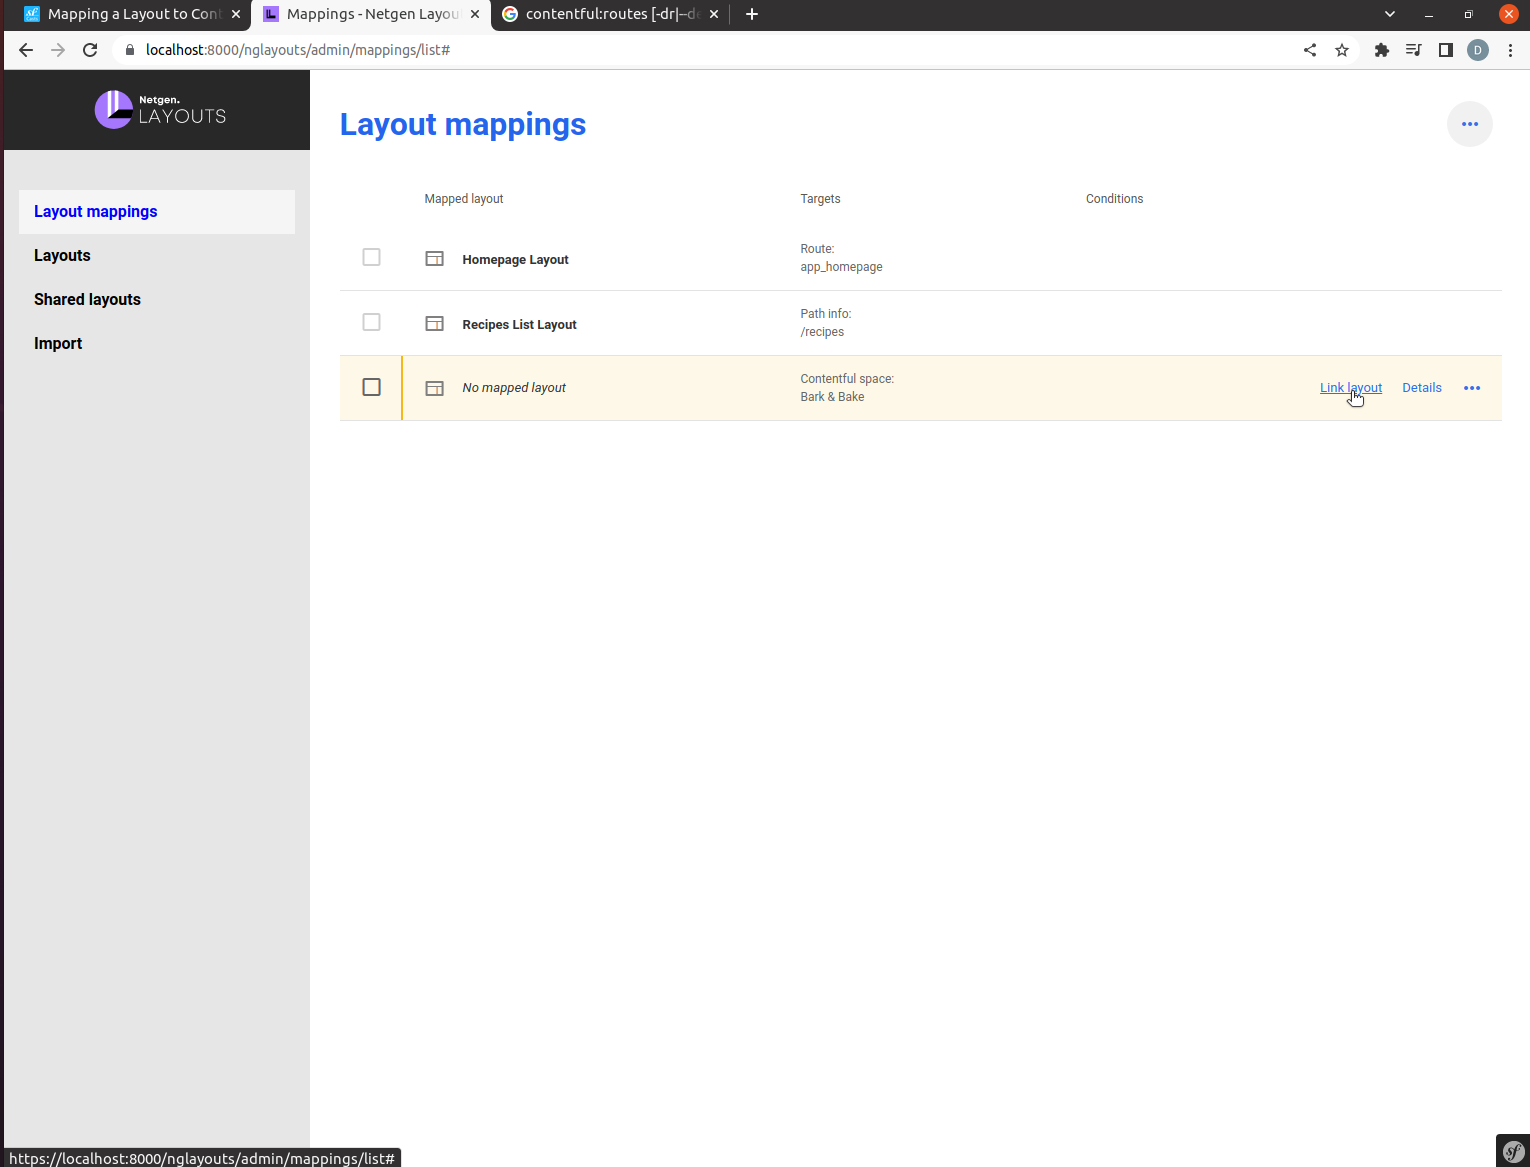 Mapping a Layout to Cont
Mappings - Netgen Layou
contentful:routes [-dr|--de
localhost:8000/nglayouts/admin/mappings/list#
D
Netgen.
LAYOUTS
Layout mappings
Layouts
Shared layouts
Import
Layout mappings
Mapped layout Targets Conditions
Homepage Layout
Route:
app_homepage
Recipes List Layout
Path info:
/recipes
No mapped layout
Contentful space:
Bark & Bake
Link layout Details
https://localhost:8000/nglayouts/admin/mappings/list#
sf